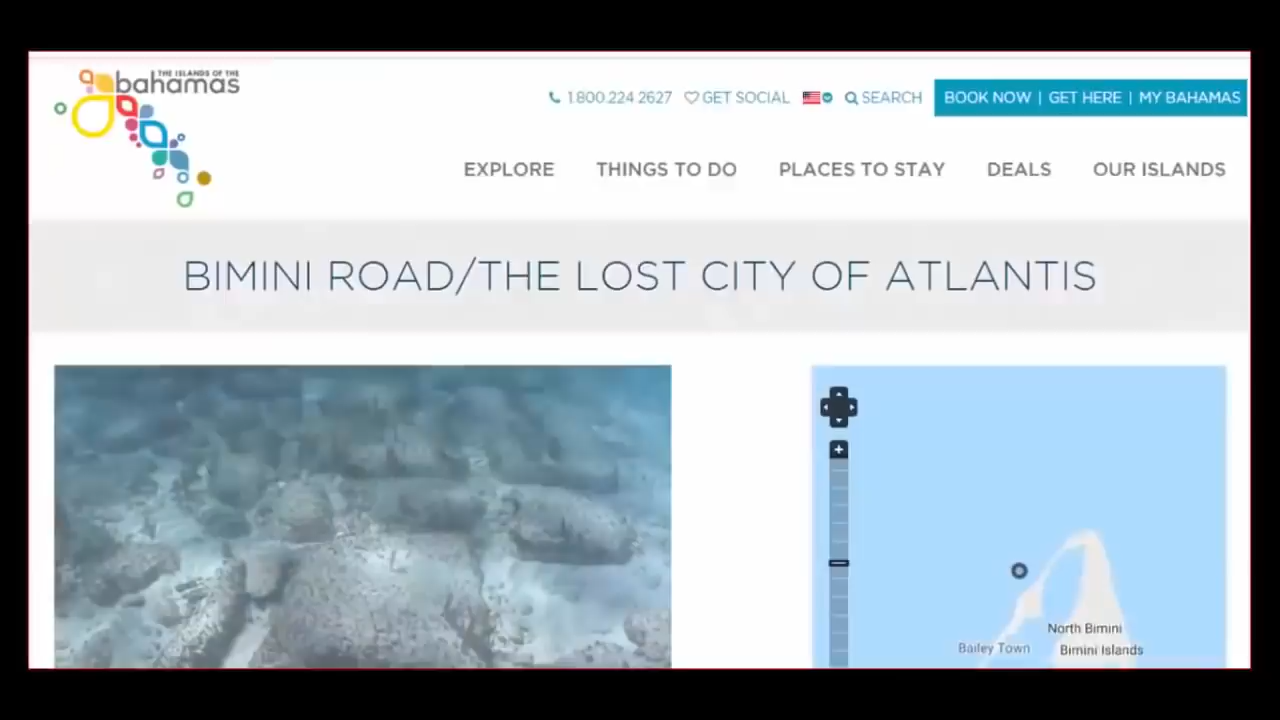 THE ISLANDS OF THE
bahamas
1.800.224 2627 GET SOCIAL SEARCH BOOK NOW | GET HERE | MY BAHAMAS
EXPLORE THINGS TO DO PLACES TO STAY DEALS OUR ISLANDS
BIMINI ROAD/THE LOST CITY OF ATLANTIS
North Bimini
Bailey Town Bimini Islands